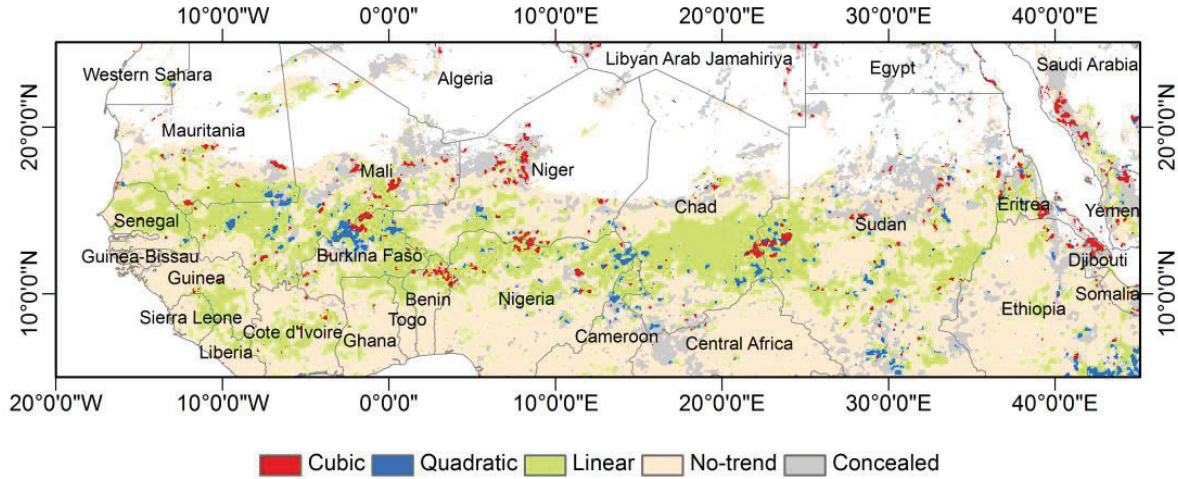 10°0'0"W 0°0'0" 10°0'0"E 20°0'0"E 30°0'0"E 40°0'0"E
Western Sahara Algeria Libyan Arab Jamahiriya Egypt Saudi Arabia
20°0'0"N 20°0'0"N
Mauritania
Mali Niger
Senegal Chad Sudan Eritrea Yemen
Guinea-Bissau Burkina Faso Djibouti
Guinea
10°0'0"N Benin Nigeria Ethiopia Somalia 10°0'0"N
Sierra Leone Togo
Cote d'Ivoire Ghana Cameroon Central Africa
Liberia
20°0'0"W 10°0'0"W 0°0'0" 10°0'0"E 20°0'0"E 30°0'0"E 40°0'0"E
Cubic Quadratic Linear No-trend Concealed